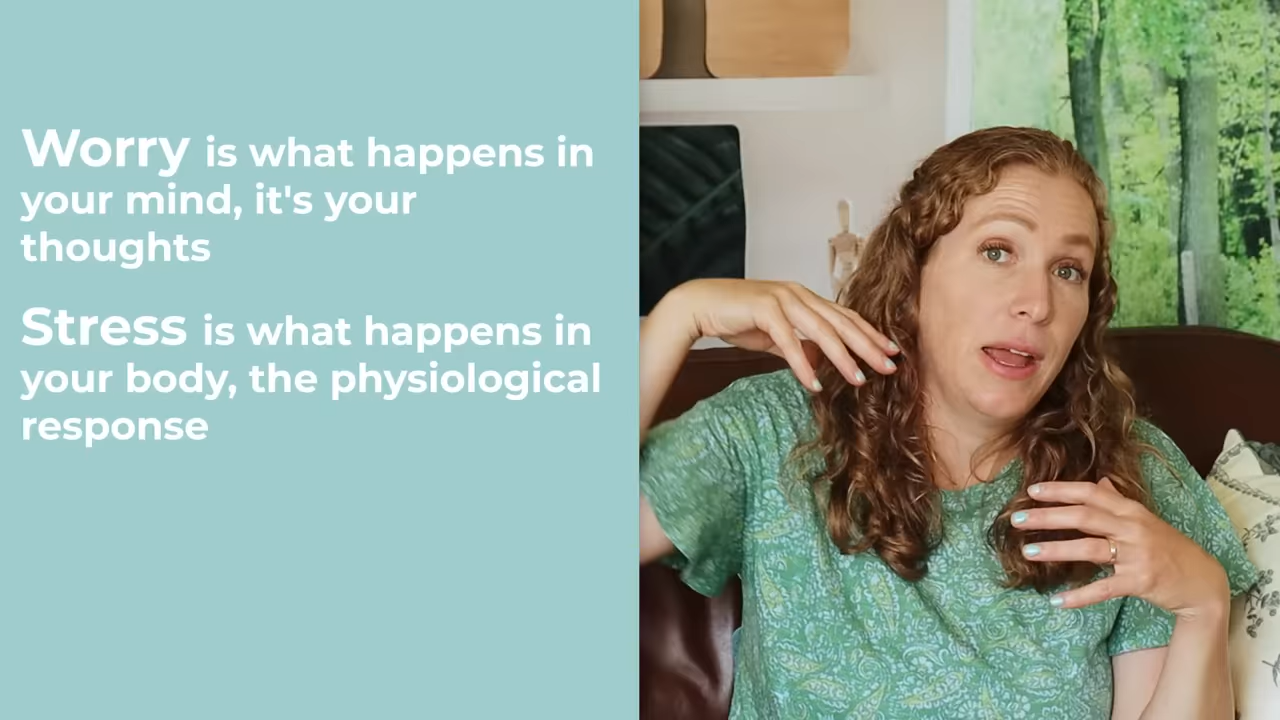 Worry is what happens in
your mind, it's your
thoughts
Stress is what happens in
your body, the physiological
response